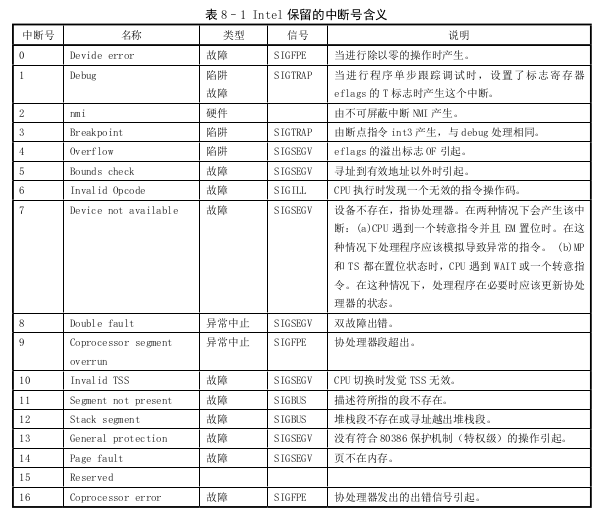 表 8-1 Intel 保留的中断号含义
中断号 名称 类型 信号 说明
0 Devide error 故障 SIGFPE 当进行除以零的操作时产生。
1 Debug 陷阱 SIGTRAP 当进行程序单步跟踪调试时，设置了标志寄存器
故障 eflags 的 T 标志时产生这个中断。
2 nmi 硬件 由不可屏蔽中断 NMI 产生。
3 Breakpoint 陷阱 SIGTRAP 由断点指令 int3 产生，与 debug 处理相同。
4 Overflow 陷阱 SIGSEGV eflags 的溢出标志 OF 引起。
5 Bounds check 故障 SIGSEGV 寻址到有效地址以外时引起。
6 Invalid Opcode 故障 SIGILL CPU 执行时发现一个无效的指令操作码。
7 Device not available 故障 SIGSEGV 设备不存在，指协处理器。在两种情况下会产生该中
断：(a)CPU 遇到一个转意指令并且 EM 置位时。在这
种情况下处理程序应该模拟导致异常的指令。 (b)MP
和 TS 都在置位状态时，CPU 遇到 WAIT 或一个转意指
令。在这种情况下，处理程序在必要时应该更新协处
理器的状态。
8 Double fault 异常中止 SIGSEGV 双故障出错。
9 Coprocessor segment 异常中止 SIGFPE 协处理器段超出。
overrun
10 Invalid TSS 故障 SIGSEGV CPU 切换时发觉 TSS 无效。
11 Segment not present 故障 SIGBUS 描述符所指的段不存在。
12 Stack segment 故障 SIGBUS 堆栈段不存在或寻址越出堆栈段。
13 General protection 故障 SIGSEGV 没有符合 80386 保护机制（特权级）的操作引起。
14 Page fault 故障 SIGSEGV 页不在内存。
15 Reserved
16 Coprocessor error 故障 SIGFPE 协处理器发出的出错信号引起。